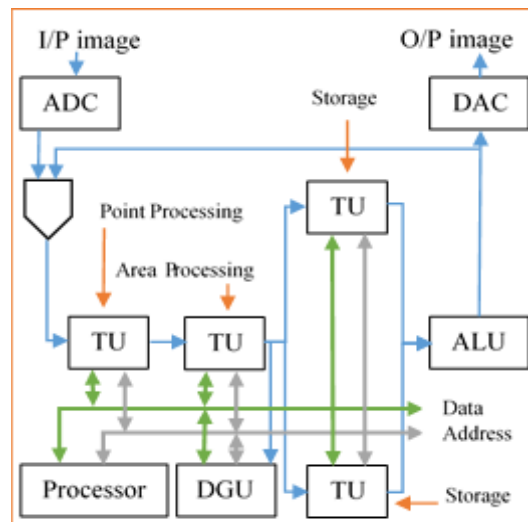 I/P image
O/P image
ADC
Storage
DAC
Point Processing
TU
Area Processing
TU
TU
ALU
Data
Address
Processor
DGU
TU
Storage